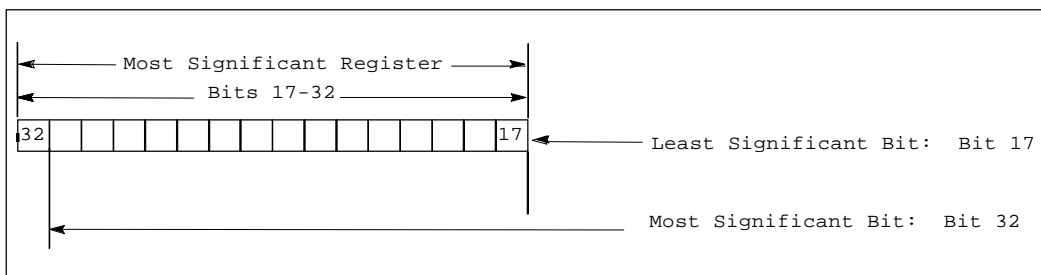 Most Significant Register
Bits 17-32
32 17
Least Significant Bit: Bit 17
Most Significant Bit: Bit 32